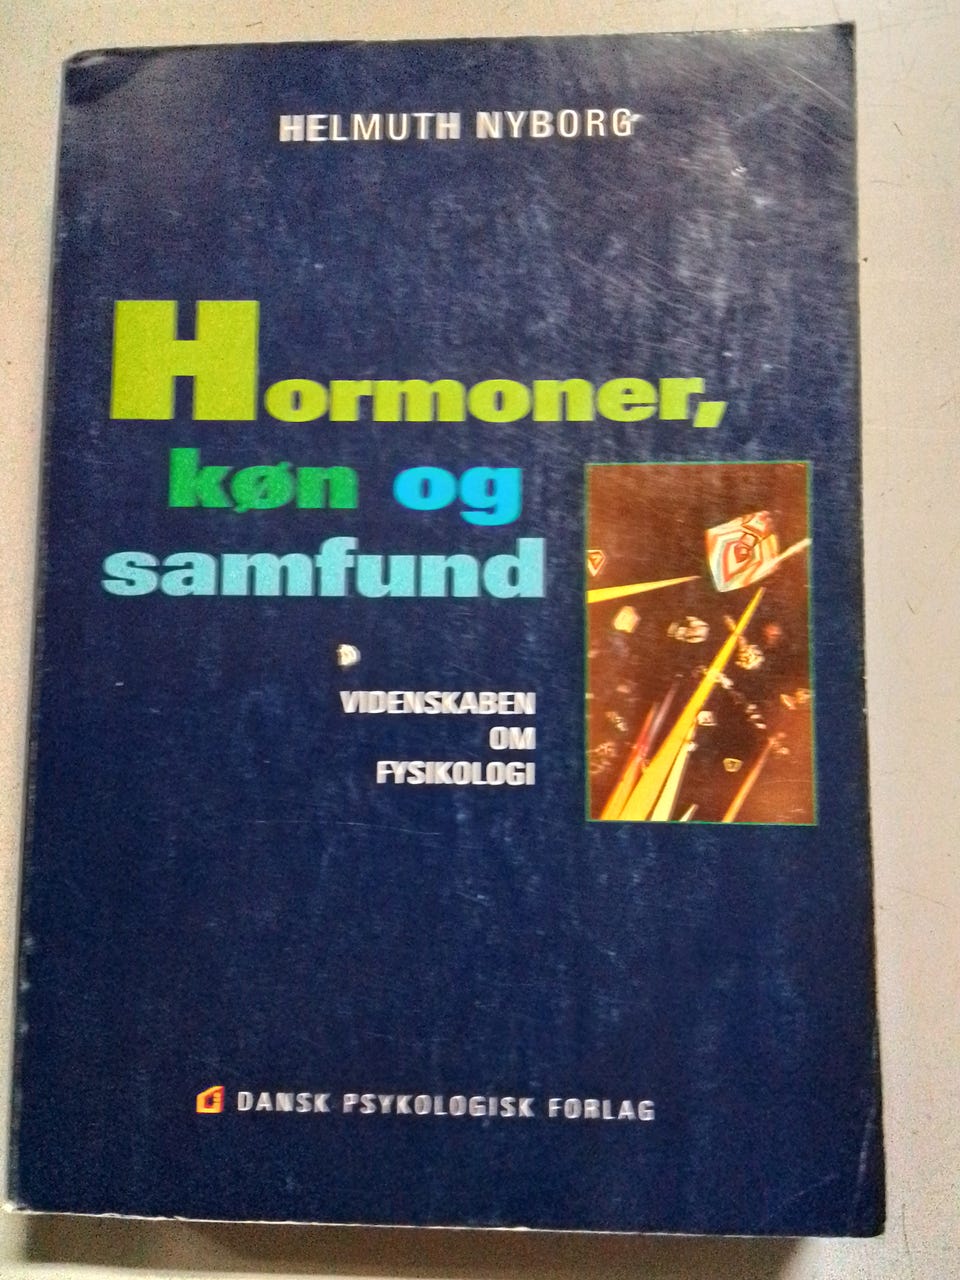 HELMUTH NYBORG
Hormoner,
køn og
samfund
VIDENSKABEN
OM
FYSIKOLOGI
DANSK PSYKOLOGISK FORLAG